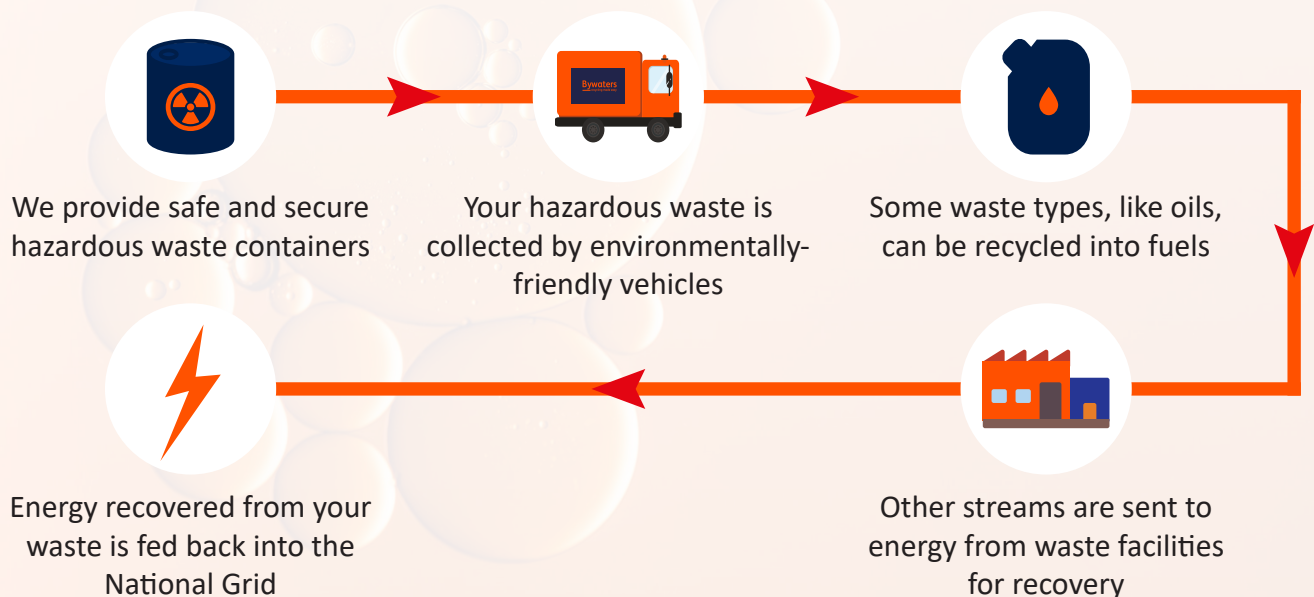 Bywaters
We provide safe and secure
hazardous waste containers
Your hazardous waste is
collected by environmentally-
friendly vehicles
Some waste types, like oils,
can be recycled into fuels
Other streams are sent to
energy from waste facilities
for recovery
Energy recovered from your
waste is fed back into the
National Grid